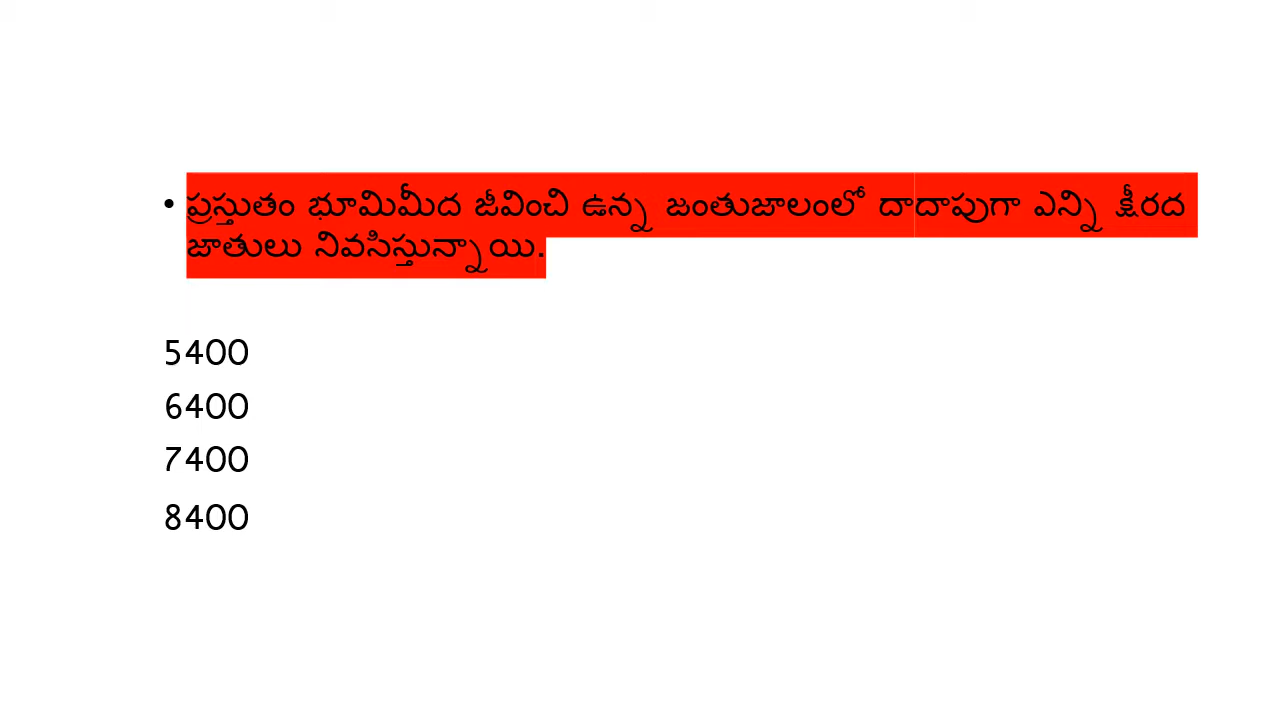 • ప్రస్తుతం భూమిమీద జీవించి ఉన్న జంతుజాలంలో దాదాపుగా ఎన్ని క్షీరద
జాతులు నివసిస్తున్నాయి.
5400
6400
7400
8400